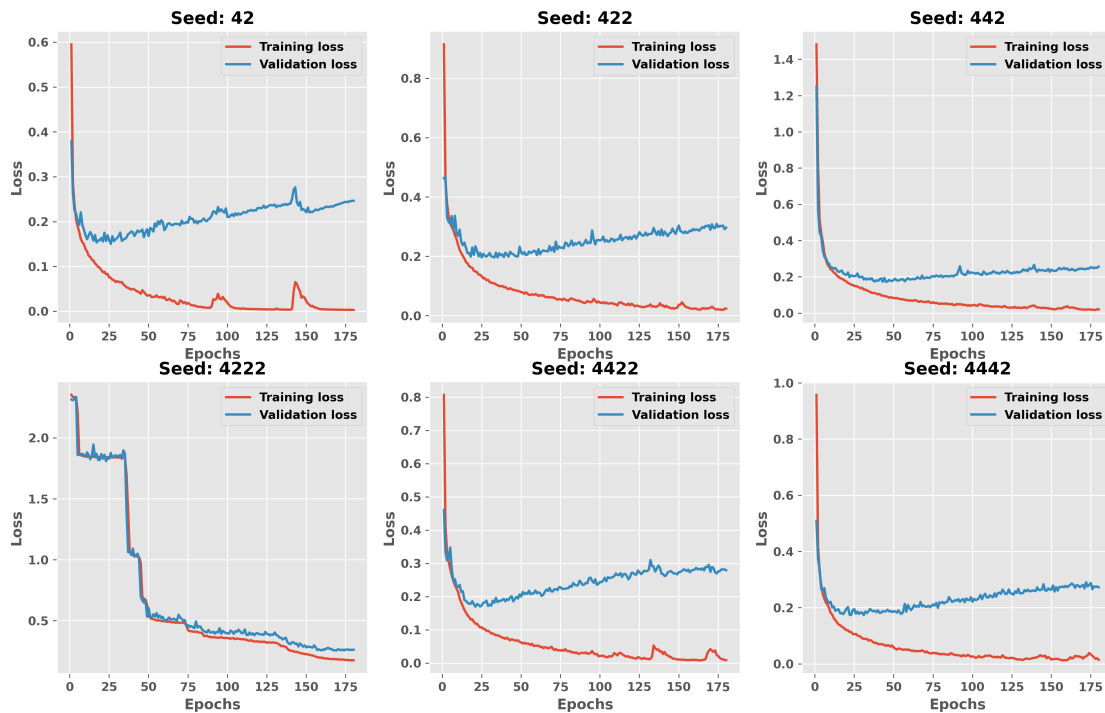 Seed: 42
Seed: 422
Seed: 442
Training loss
Validation loss
Training loss
Validation loss
Training loss
Validation loss
0.6
0.5
0.4
0.3
0.2
0.1
0.0
Loss
0.8
0.6
0.4
0.2
0.0
Loss
1.4
1.2
1.0
0.8
0.6
0.4
0.2
0.0
Loss
0 25 50 75 100 125 150 175
0 25 50 75 100 125 150 175
0 25 50 75 100 125 150 175
Epochs
Epochs
Epochs
Seed: 4222
Seed: 4422
Seed: 4442
Training loss
Validation loss
Training loss
Validation loss
Training loss
Validation loss
2.0
1.5
1.0
0.5
Loss
0.8
0.7
0.6
0.5
0.4
0.3
0.2
0.1
0.0
Loss
1.0
0.8
0.6
0.4
0.2
0.0
Loss
0 25 50 75 100 125 150 175
0 25 50 75 100 125 150 175
0 25 50 75 100 125 150 175
Epochs
Epochs
Epochs